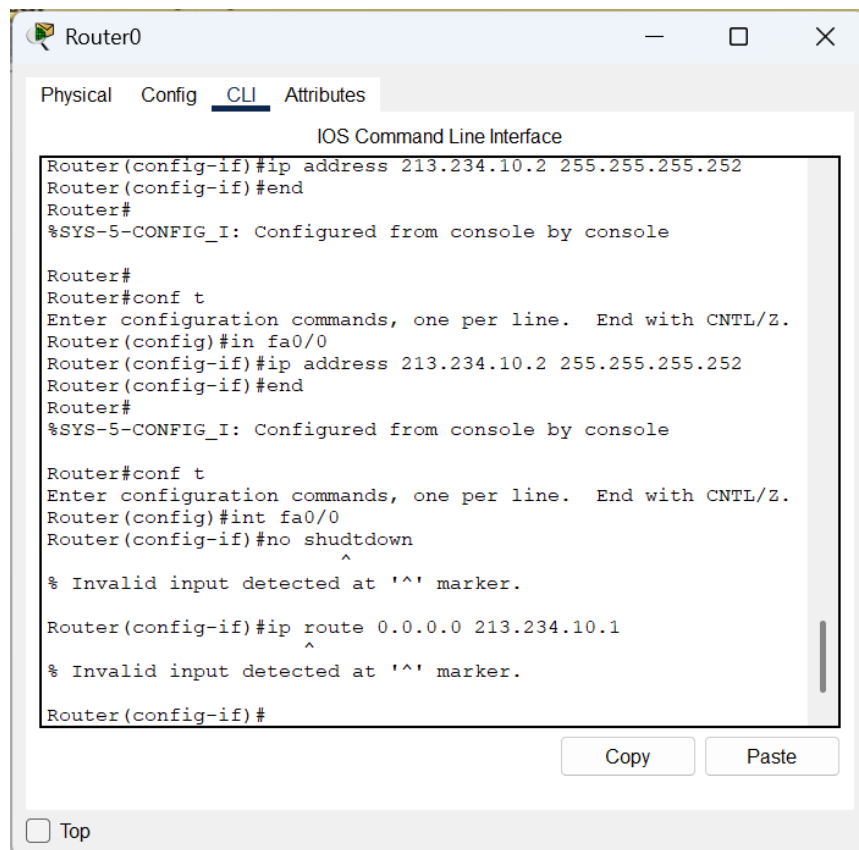 Router0
Physical Config CLI Attributes
IOS Command Line Interface
Router(config-if)#ip address 213.234.10.2 255.255.255.252
Router(config-if)#end
Router#
%SYS-5-CONFIG_I: Configured from console by console
Router#
Router#conf t
Enter configuration commands, one per line.  End with CNTL/Z.
Router(config)#in fa0/0
Router(config-if)#ip address 213.234.10.2 255.255.255.252
Router(config-if)#end
Router#
%SYS-5-CONFIG_I: Configured from console by console
Router#conf t
Enter configuration commands, one per line.  End with CNTL/Z.
Router(config)#int fa0/0
Router(config-if)#no shudtdown
^
% Invalid input detected at '^' marker.
Router(config-if)#ip route 0.0.0.0 213.234.10.1
^
% Invalid input detected at '^' marker.
Router(config-if)#
Copy Paste
Top